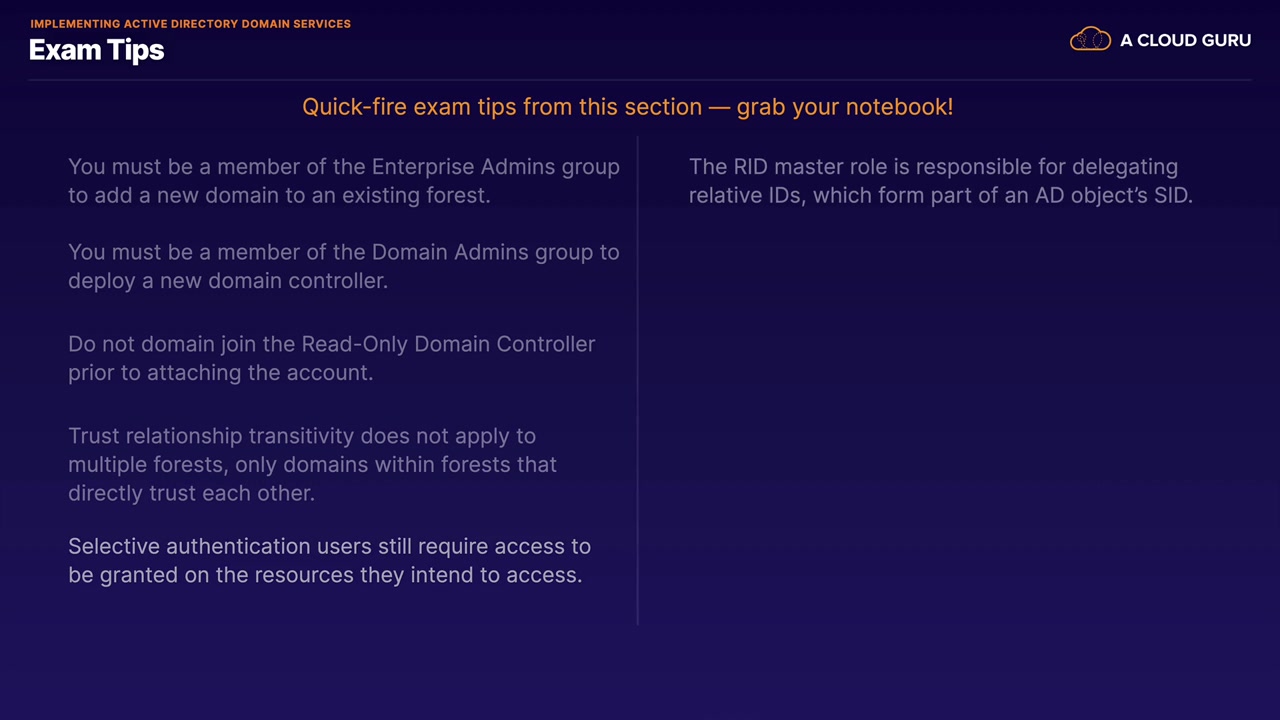 IMPLEMENTING ACTIVE DIRECTORY DOMAIN SERVICES
Exam Tips
A CLOUD GURU
Quick-fire exam tips from this section — grab your notebook!
You must be a member of the Enterprise Admins group
to add a new domain to an existing forest.
You must be a member of the Domain Admins group to
deploy a new domain controller.
Do not domain join the Read-Only Domain Controller
prior to attaching the account.
Trust relationship transitivity does not apply to
multiple forests, only domains within forests that
directly trust each other.
Selective authentication users still require access to
be granted on the resources they intend to access.
The RID master role is responsible for delegating
relative IDs, which form part of an AD object’s SID.